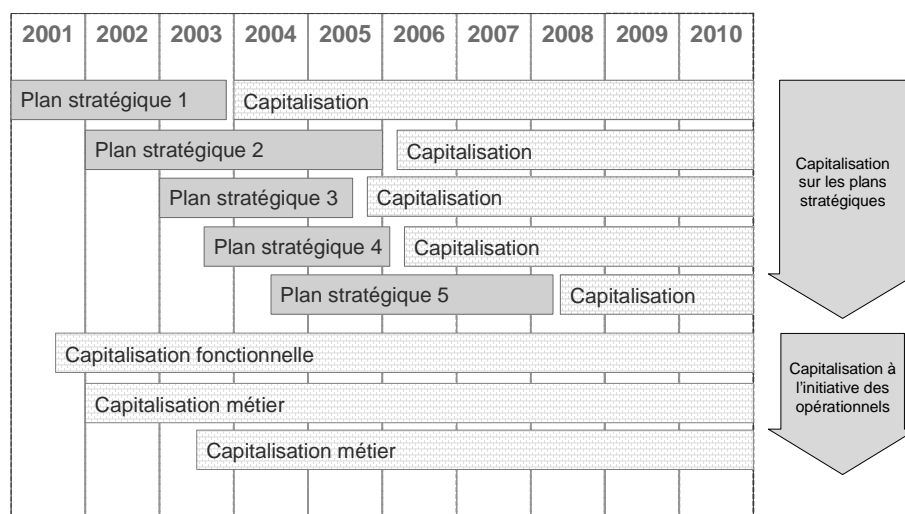 2001 2002 2003 2004 2005 2006 2007 2008 2009 2010
Plan stratégique 1 Capitalisation
Plan stratégique 2 Capitalisation
Plan stratégique 3 Capitalisation
Plan stratégique 4 Capitalisation
Plan stratégique 5 Capitalisation
Capitalisation
sur les plans
stratégiques
Capitalisation fonctionnelle
Capitalisation métier
Capitalisation métier
Capitalisation à
l'initiative des
opérationnels